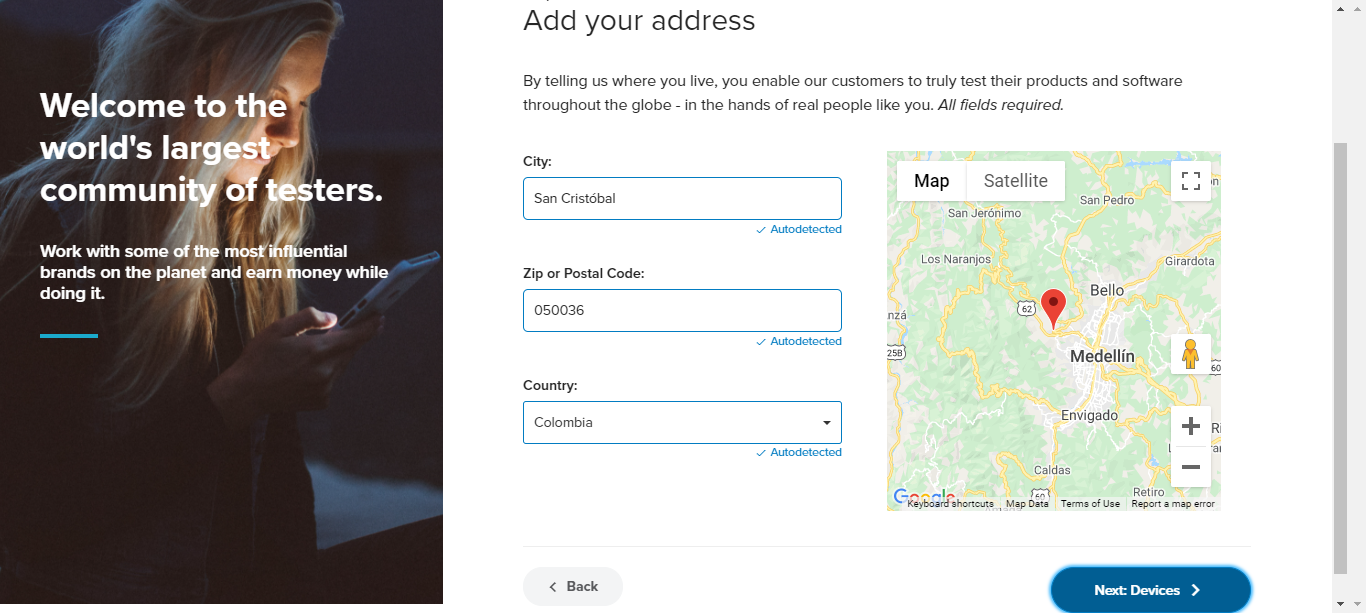 Welcome to the
world's largest
community of testers.
Work with some of the most influential
brands on the planet and earn money while
doing it.
Add your address
By telling us where you live, you enable our customers to truly test their products and software
throughout the globe - in the hands of real people like you. All fields required.
City:
San Cristóbal
Autodetected
Zip or Postal Code:
050036
Autodetected
Country:
Colombia
Autodetected
Map
Satellite
San Pedro
San Jerónimo
Los Naranjos
Girardota
Bello
62
25B
Medellín
60
Envigado
Caldas
60
Retiro
Google
Keyboard shortcuts
Map Data
Terms of Use
Report a map error
Back
Next: Devices